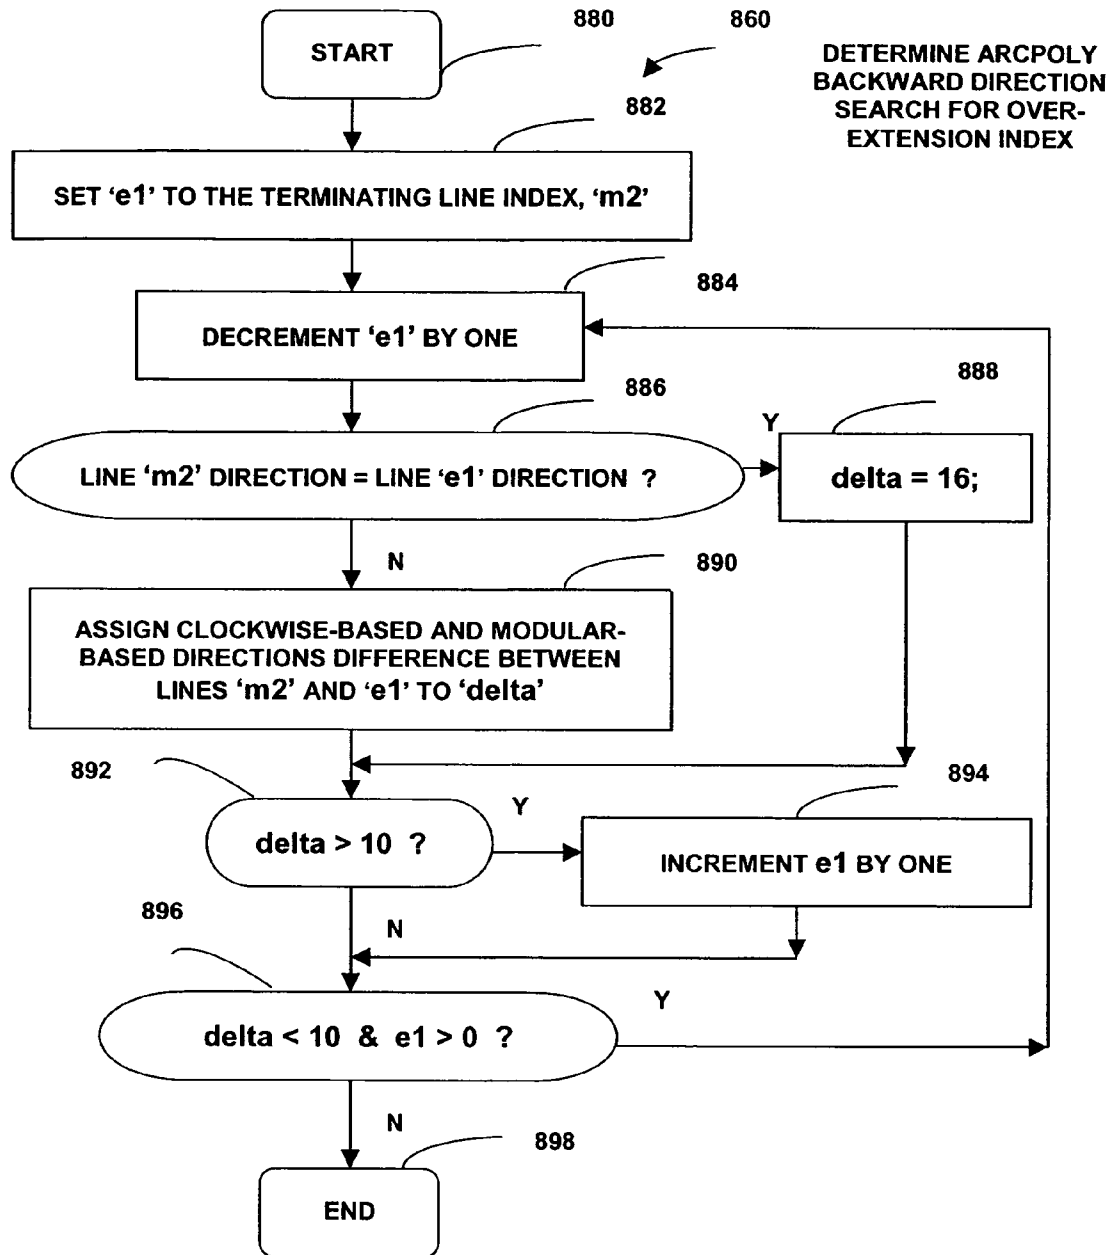 880
860
START
DETERMINE ARCPOLY
BACKWARD DIRECTION
SEARCH FOR OVER-
EXTENSION INDEX
882
SET ‘e1’ TO THE TERMINATING LINE INDEX, ‘m2’
884
DECREMENT ‘e1’ BY ONE
886
888
LINE ‘m2’ DIRECTION = LINE ‘e1’ DIRECTION ?
Y
delta = 16;
N
890
ASSIGN CLOCKWISE-BASED AND MODULAR-
BASED DIRECTIONS DIFFERENCE BETWEEN
LINES ‘m2’ AND ‘e1’ TO ‘delta’
892
894
delta > 10 ?
Y
INCREMENT e1 BY ONE
N
896
delta < 10 & e1 > 0 ?
Y
N
898
END